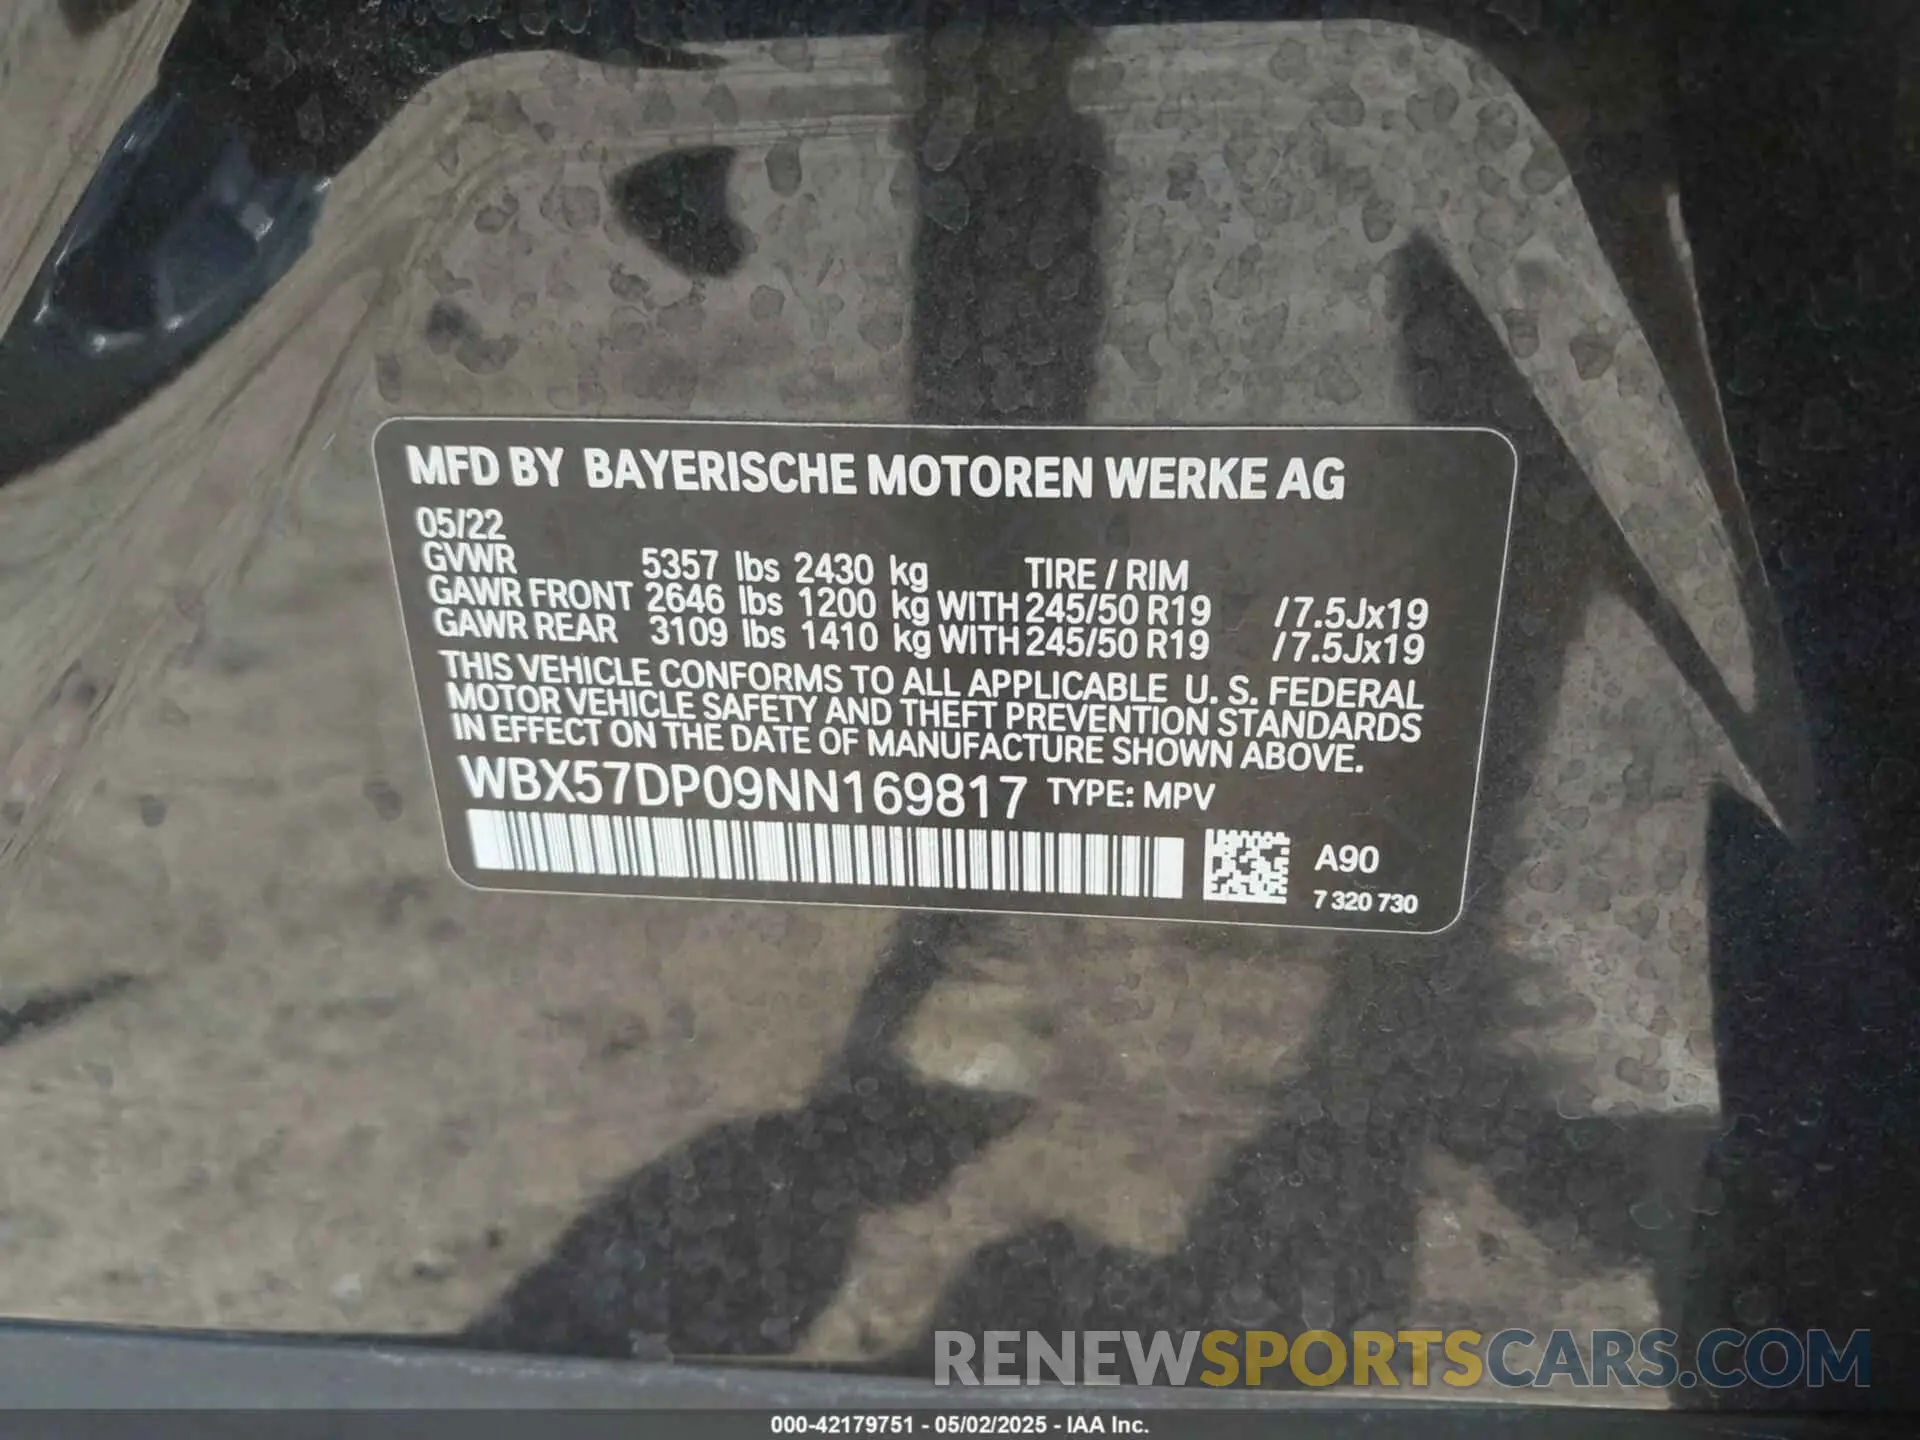 MFD BY BAYERISCHE MOTOREN WERKE AG
05/22
GVWR 5357 lbs 2430 kg TIRE / RIM
GAWR FRONT 2646 lbs 1200 kg WITH 245/50 R19 /7.5Jx19
GAWR REAR 3109 lbs 1410 kg WITH 245/50 R19 /7.5Jx19
THIS VEHICLE CONFORMS TO ALL APPLICABLE U. S. FEDERAL
MOTOR VEHICLE SAFETY AND THEFT PREVENTION STANDARDS
IN EFFECT ON THE DATE OF MANUFACTURE SHOWN ABOVE.
WBX57DP09NN169817 TYPE: MPV
A90
7 320 730
RENEWSPORTSCARS.COM
000-42179751 - 05/02/2025 - IAA Inc.